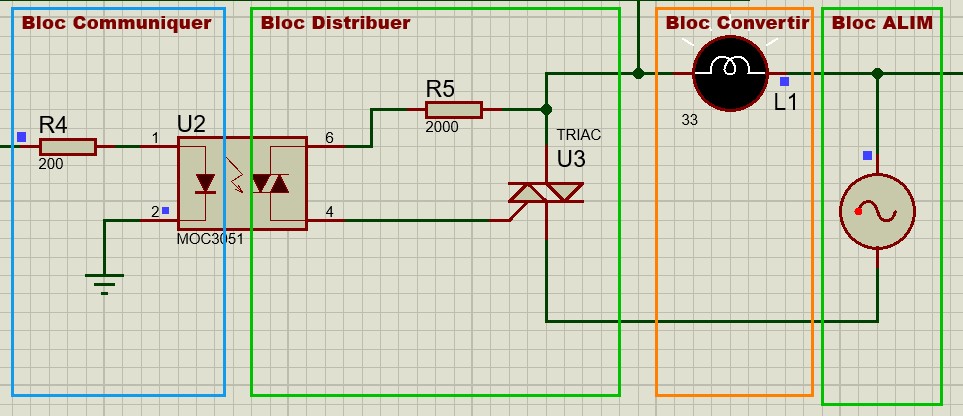 Bloc Communiquer
Bloc Distribuer
Bloc Convertir
Bloc ALIM
R4
200
1
U2
2
MOC3051
6
4
R5
2000
TRIAC
U3
33
L1